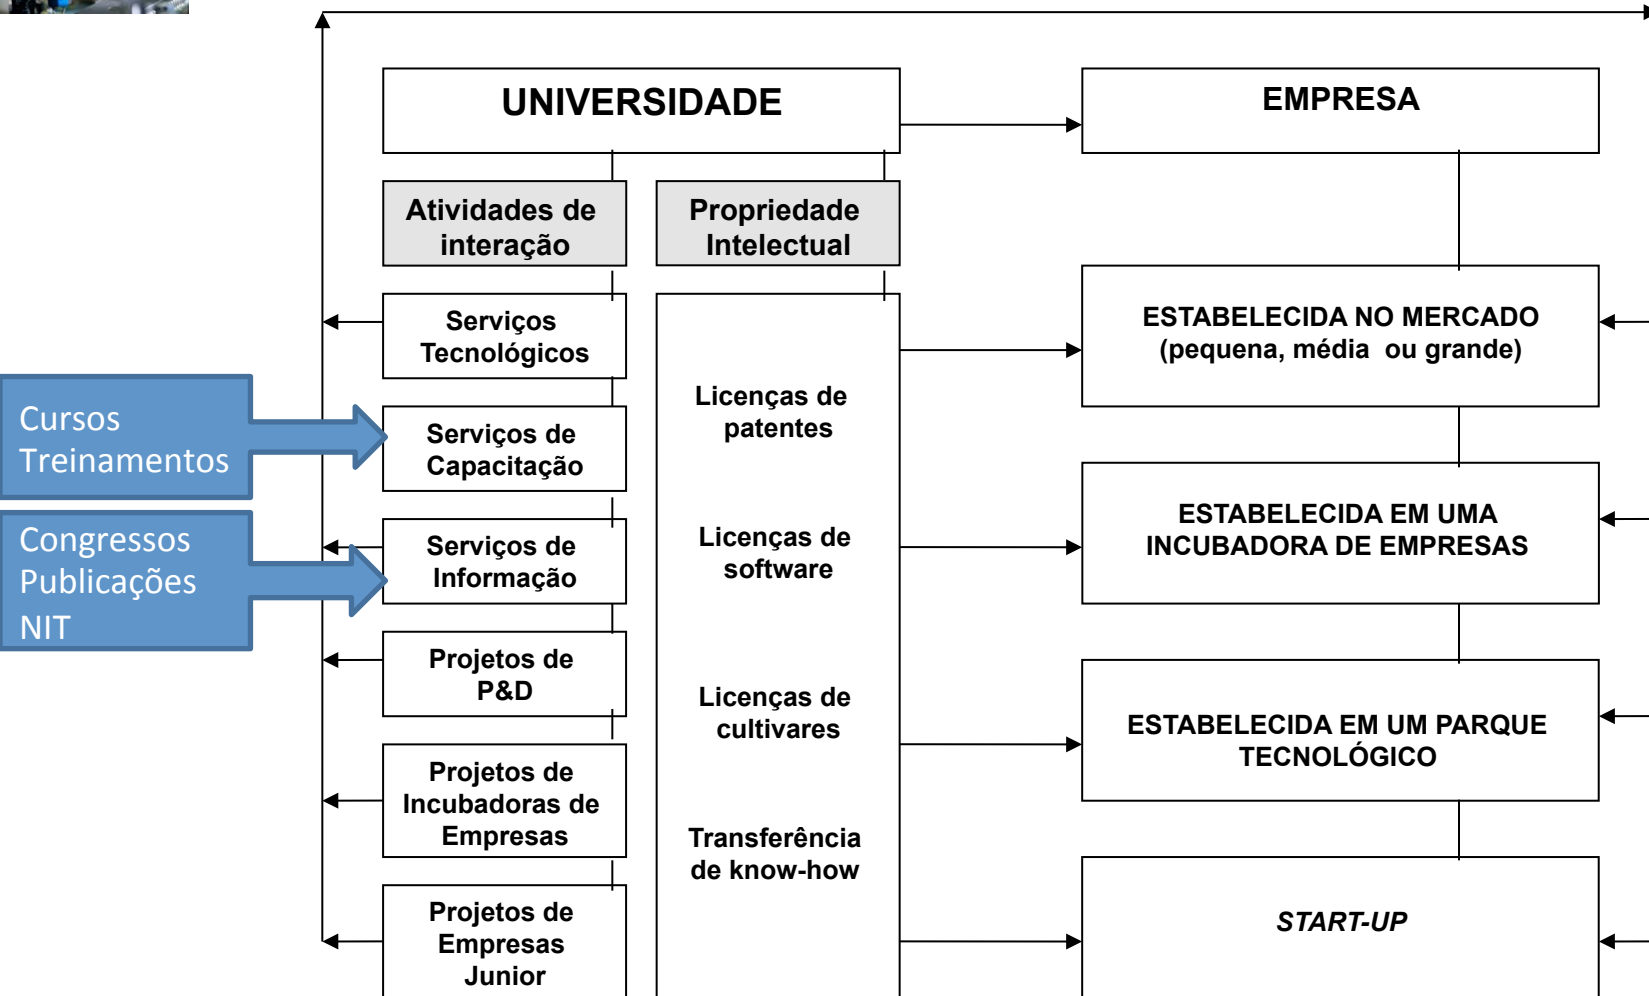 UNIVERSIDADE
EMPRESA
Atividades de
interação
Propriedade
Intelectual
Serviços
Tecnológicos
Serviços de
Capacitação
Serviços de
Informação
Projetos de
P&D
Projetos de
Incubadoras de
Empresas
Projetos de
Empresas
Junior
Cursos
Treinamentos
Congressos
Publicações
NIT
Licenças de
patentes
Licenças de
software
Licenças de
cultivares
Transferência
de know-how
ESTABELECIDA NO MERCADO
(pequena, média ou grande)
ESTABELECIDA EM UMA
INCUBADORA DE EMPRESAS
ESTABELECIDA EM UM PARQUE
TECNOLÓGICO
START-UP